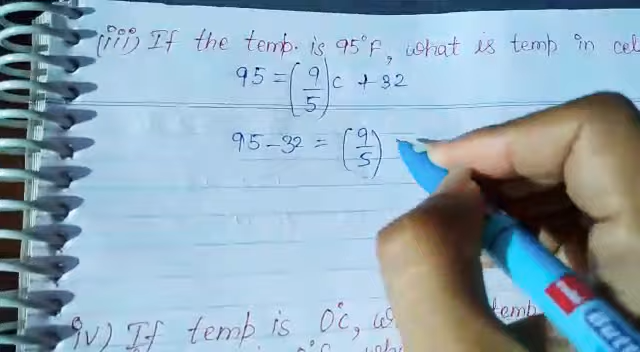 (iii) If the temp. is 95°F, what is temp in cel
95 = (9/5)c + 32
95 - 32 = (9/5)
iv) If temp is 0°c, temp